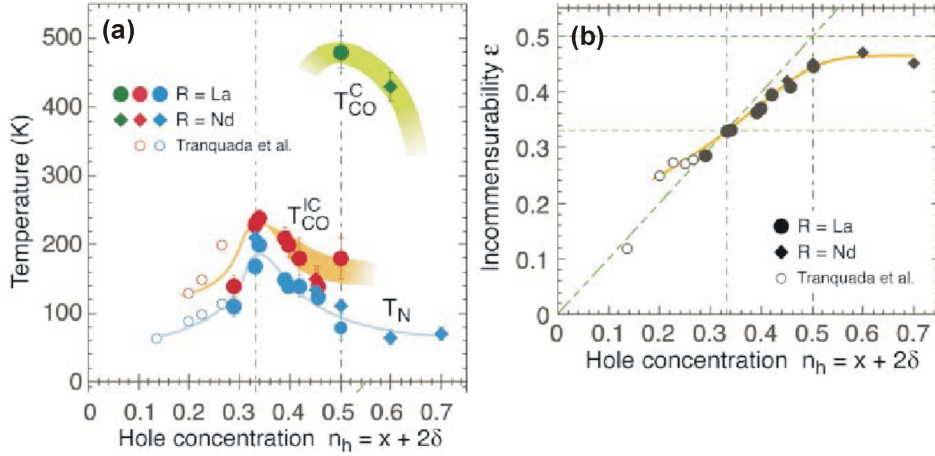 (a)
500
400
300
200
100
0
Temperature (K)
R = La
R = Nd
Tranquada et al.
T_CO^C
T_CO^IC
T_N
0 0.1 0.2 0.3 0.4 0.5 0.6 0.7
Hole concentration n_h = x + 2δ
(b)
0.5
0.4
0.3
0.2
0.1
0
Incommensurability ε
R = La
R = Nd
Tranquada et al.
0 0.1 0.2 0.3 0.4 0.5 0.6 0.7
Hole concentration n_h = x + 2δ